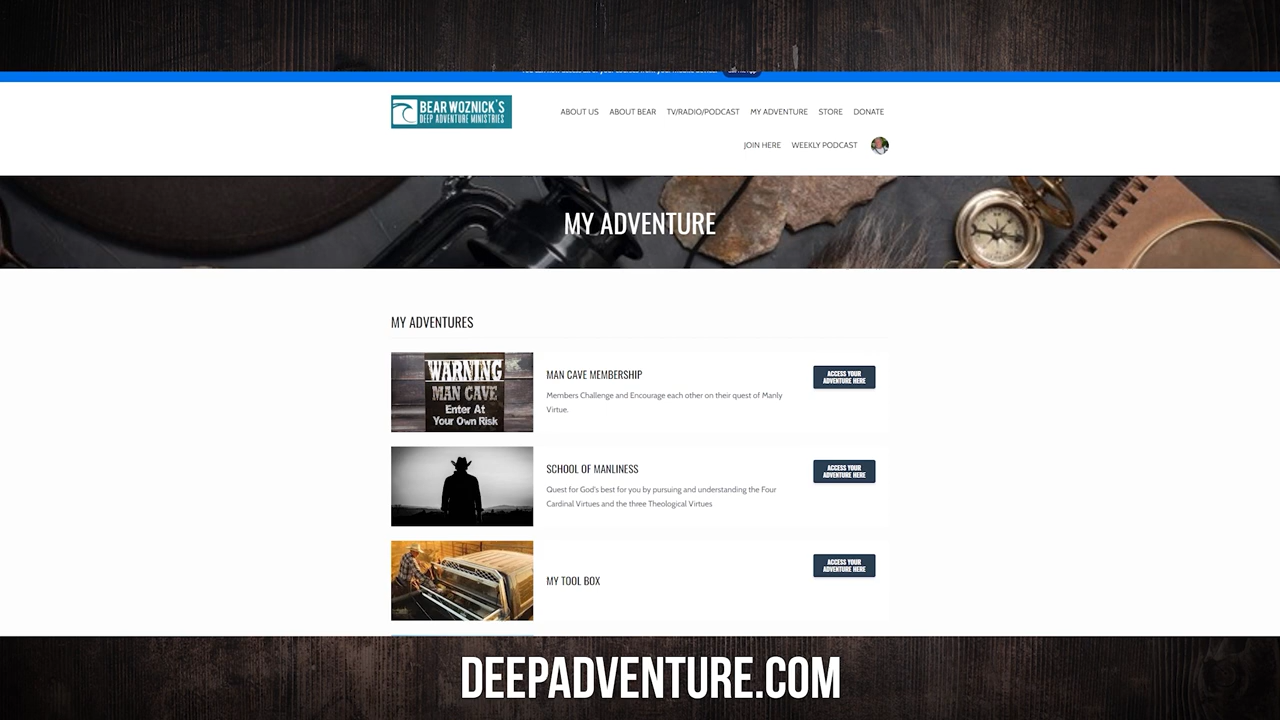 BEAR WOZNICK'S
DEEP ADVENTURE MINISTRIES
ABOUT US ABOUT BEAR TV/RADIO/PODCAST MY ADVENTURE STORE DONATE
JOIN HERE WEEKLY PODCAST
MY ADVENTURE
MY ADVENTURES
WARNING
MAN CAVE
Enter At
Your Own Risk
MAN CAVE MEMBERSHIP
Members Challenge and Encourage each other on their quest of Manly
Virtue.
ACCESS YOUR
ADVENTURE HERE
SCHOOL OF MANLINESS
Quest for God's best for you by pursuing and understanding the Four
Cardinal Virtues and the three Theological Virtues
ACCESS YOUR
ADVENTURE HERE
MY TOOL BOX
ACCESS YOUR
ADVENTURE HERE
DEEPADVENTURE.COM